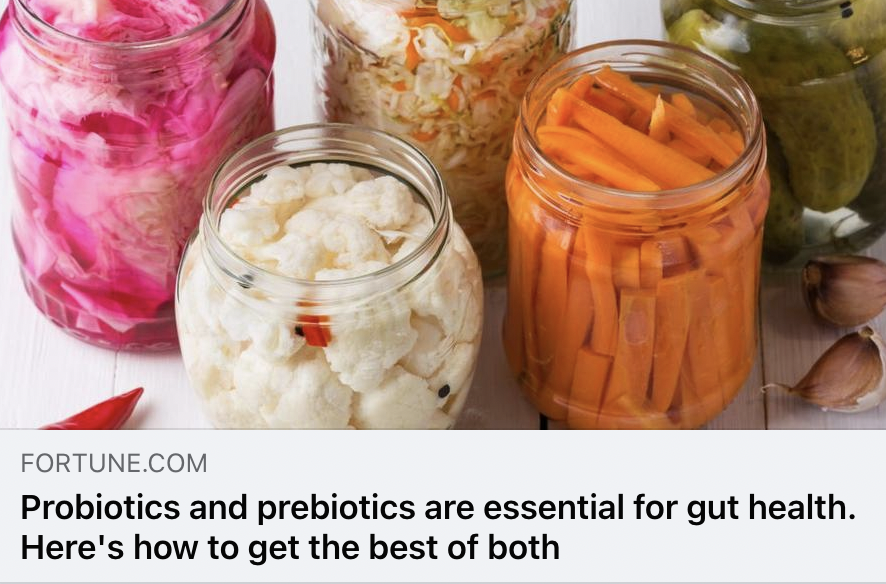 FORTUNE.COM
Probiotics and prebiotics are essential for gut health.
Here's how to get the best of both